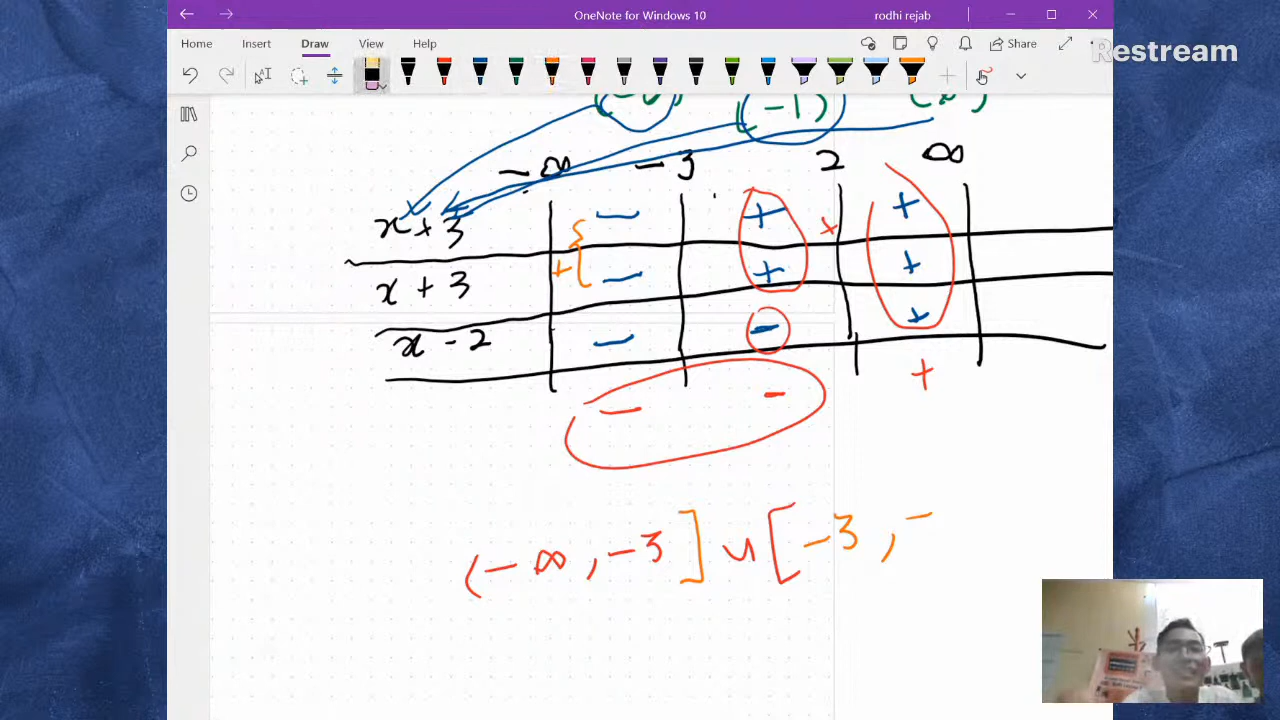 OneNote for Windows 10
rodhi rejab
Home Insert Draw View Help
Share
Restream
(-1)
-∞ -3 2 ∞
x + 3 - + × +
x + 3 + - + +
x - 2 - - +
- - +
(-∞, -3] ∪ [-3, -